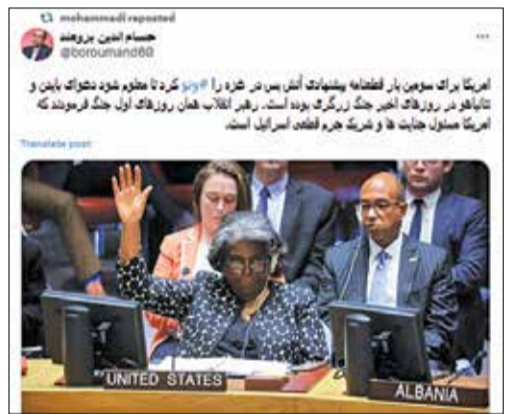 mohammadi reposted
حسام الدین برومند
@boroumand60
امریکا برای سومین بار قطعنامه پیشنهادی آتش بس در غزه را #وتو کرد تا معلوم شود دعوای بایدن و
نتانیاهو در روزهای اخیر جنگ زرگری بوده است. رهبر انقلاب همان روزهای اول جنگ فرمودند که
امریکا مسئول جنایت ها و شریک جرم قطعی اسرائیل است.
Translate post
UNITED STATES
ALBANIA